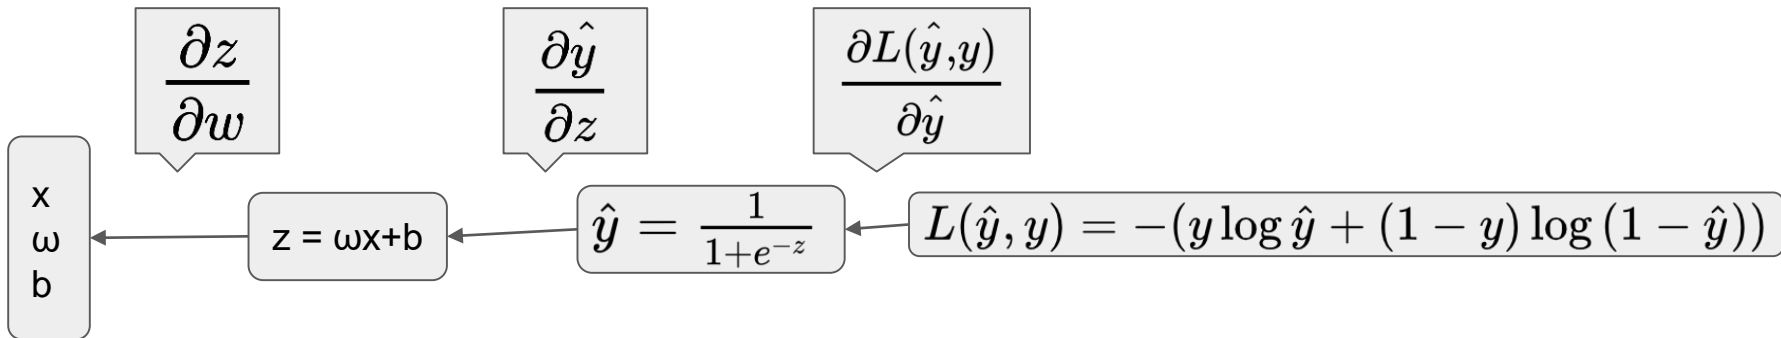 ∂z/∂w
∂ŷ/∂z
∂L(ŷ,y)/∂ŷ
x
ω
b
z = ωx+b
ŷ = 1/(1+e^{-z})
L(ŷ, y) = −(y log ŷ + (1 − y) log (1 − ŷ))